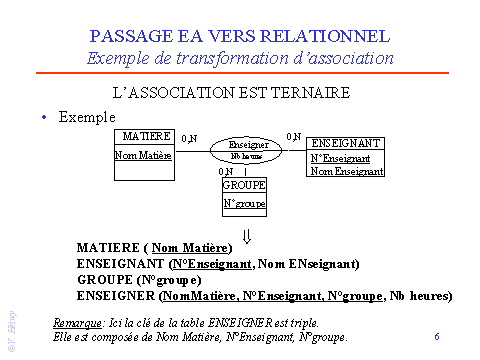 PASSAGE EA VERS RELATIONNEL
Exemple de transformation d'association
L'ASSOCIATION EST TERNAIRE
• Exemple
MATIERE
0,N
Enseigner
0,N
ENSEIGNANT
Nom Matière
Nb heures
N°Enseignant
Nom Enseignant
0,N
GROUPE
N°groupe
⇓
MATIERE ( Nom Matière)
ENSEIGNANT (N°Enseignant, Nom ENseignant)
GROUPE (N°groupe)
ENSEIGNER (NomMatière, N°Enseignant, N°groupe, Nb heures)
Remarque: Ici la clé de la table ENSEIGNER est triple.
Elle est composée de Nom Matière, N°Enseignant, N°groupe.
6